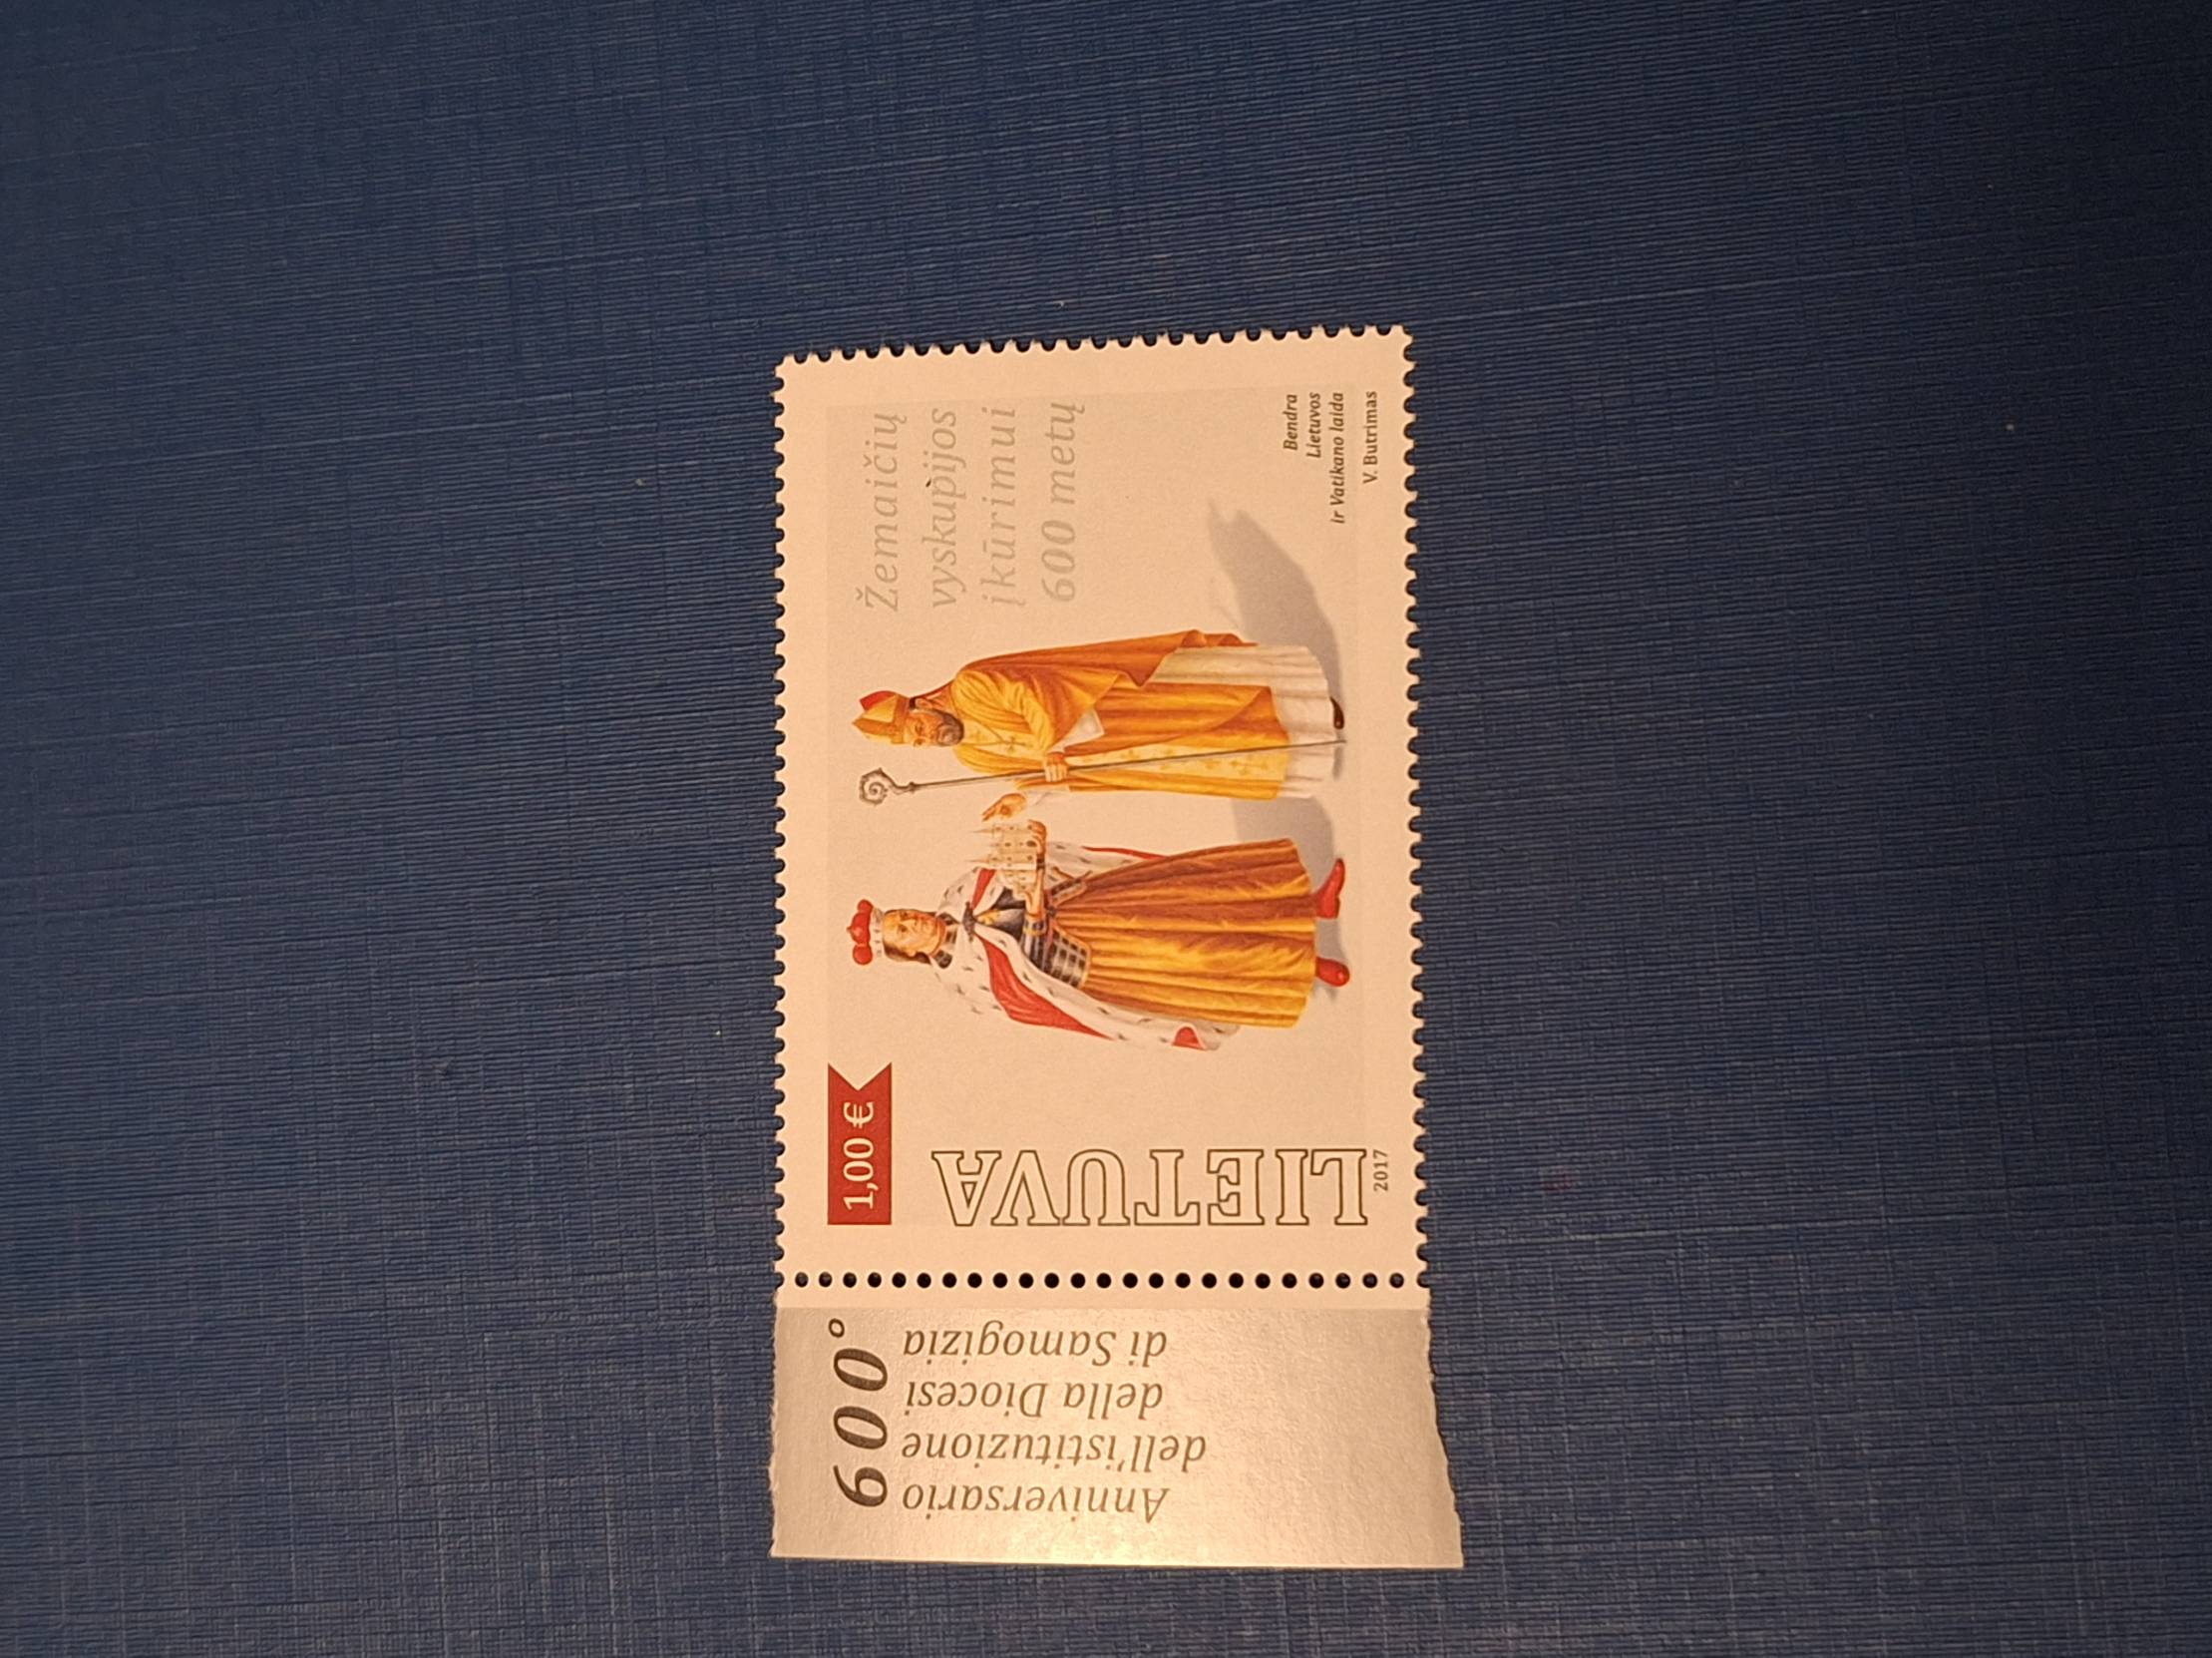 1,00 €
LIETUVA
2017
Žemaičių
vyskupijos
įkūrimui
600 metų
Bendra
Lietuvos
ir Vatikano laida
V. Butrimas
600°
Anniversario
dell'istituzione
della Diocesi
di Samogizia